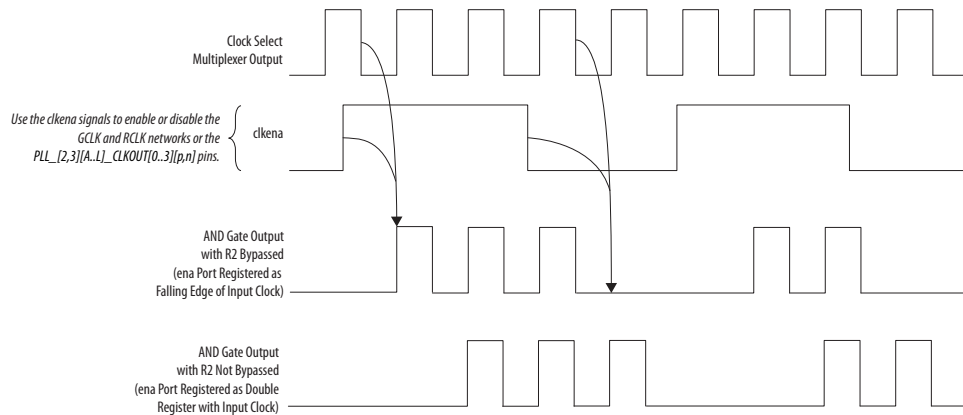 Clock Select
Multiplexer Output
Use the clkena signals to enable or disable the
GCLK and RCLK networks or the
PLL_[2,3][A..L]_CLKOUT[0..3][p,n] pins.
clkena
AND Gate Output
with R2 Bypassed
(ena Port Registered as
Falling Edge of Input Clock)
AND Gate Output
with R2 Not Bypassed
(ena Port Registered as Double
Register with Input Clock)